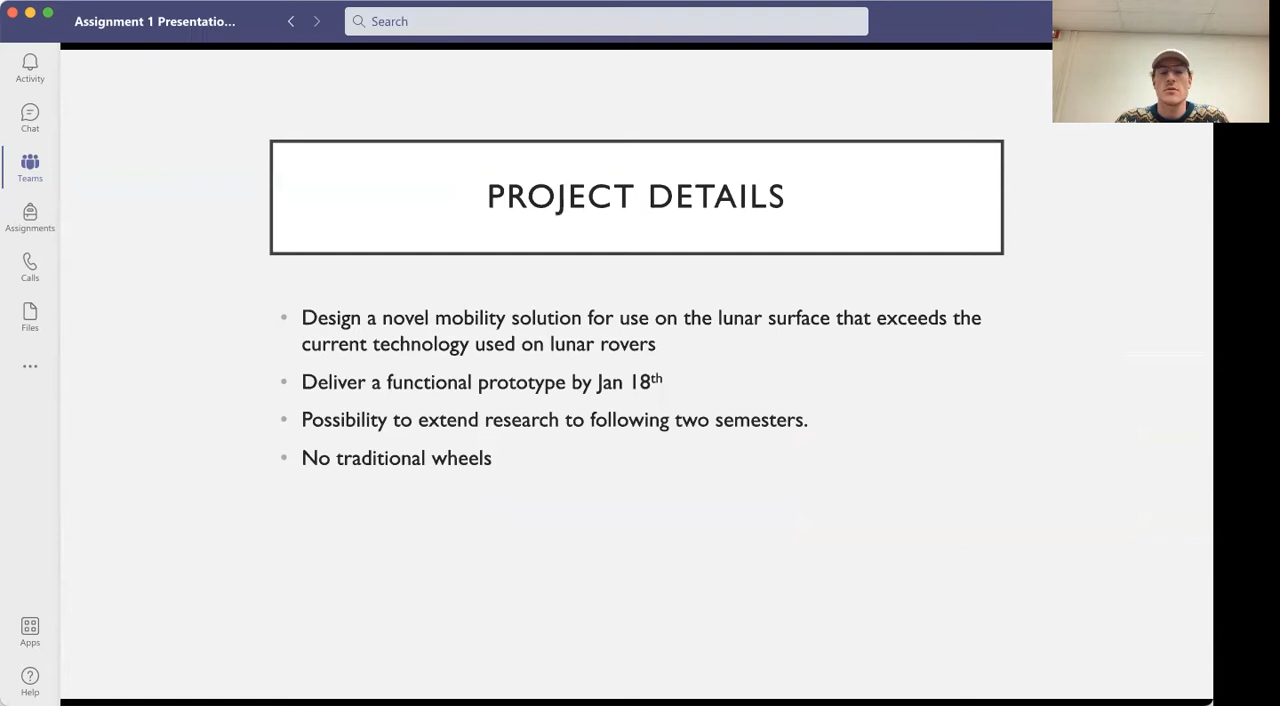 Assignment 1 Presentatio...
Search
Activity
Chat
Teams
Assignments
Calls
Files
Apps
Help
PROJECT DETAILS
• Design a novel mobility solution for use on the lunar surface that exceeds the
current technology used on lunar rovers
• Deliver a functional prototype by Jan 18th
• Possibility to extend research to following two semesters.
• No traditional wheels